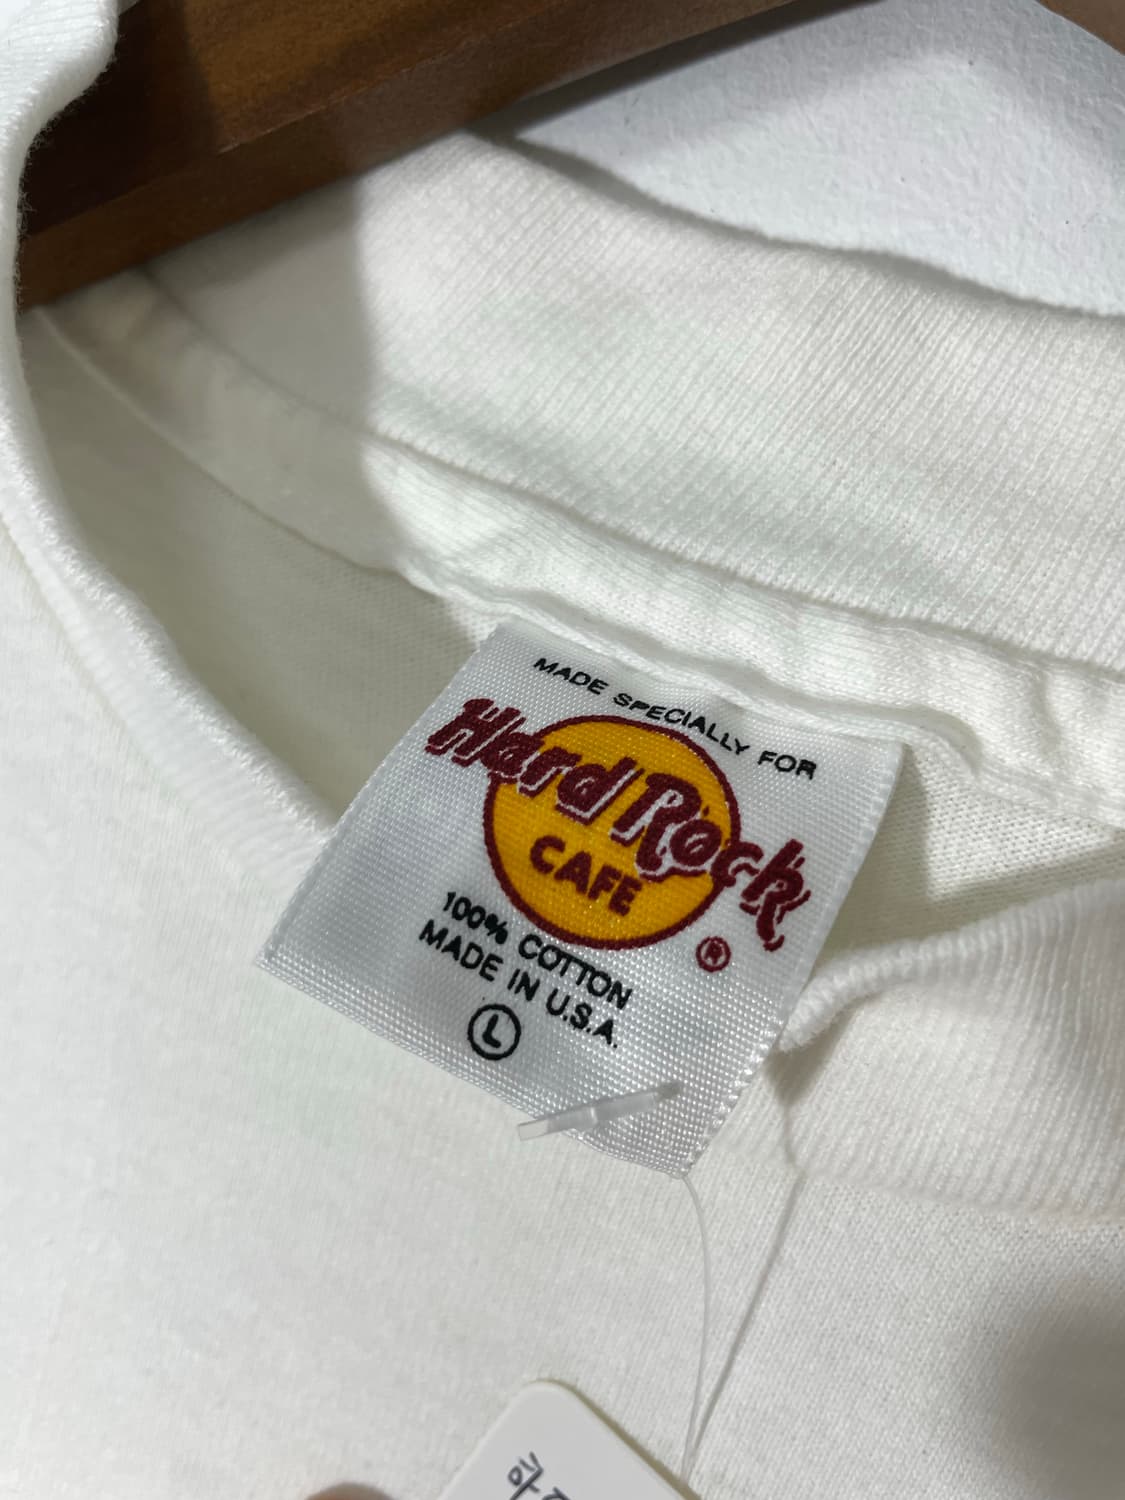 MADE SPECIALLY FOR
Hard Rock
CAFE
®
100% COTTON
MADE IN U.S.A.
L